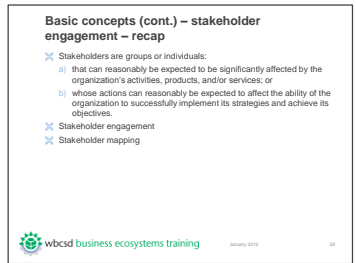 Basic concepts (cont.) – stakeholder
engagement – recap
Stakeholders are groups or individuals:
a) that can reasonably be expected to be significantly affected by the
organization's activities, products, and/or services; or
b) whose actions can reasonably be expected to affect the ability of the
organization to successfully implement its strategies and achieve its
objectives.
Stakeholder engagement
Stakeholder mapping
wbcsd business ecosystems training
January 2012